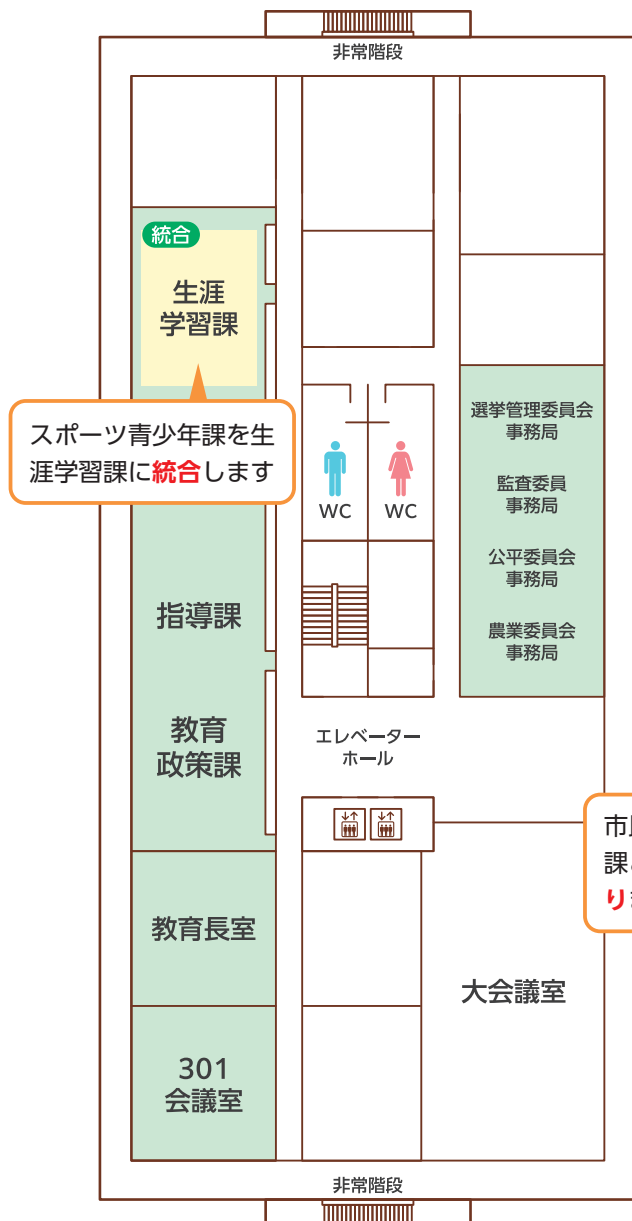 非常階段
統合
生涯
学習課
スポーツ青少年課を生
涯学習課に統合します
指導課
教育
政策課
教育長室
301
会議室
WC
WC
エレベーター
ホール
選挙管理委員会
事務局
監査委員
事務局
公平委員会
事務局
農業委員会
事務局
市
課
り
大会議室
非常階段